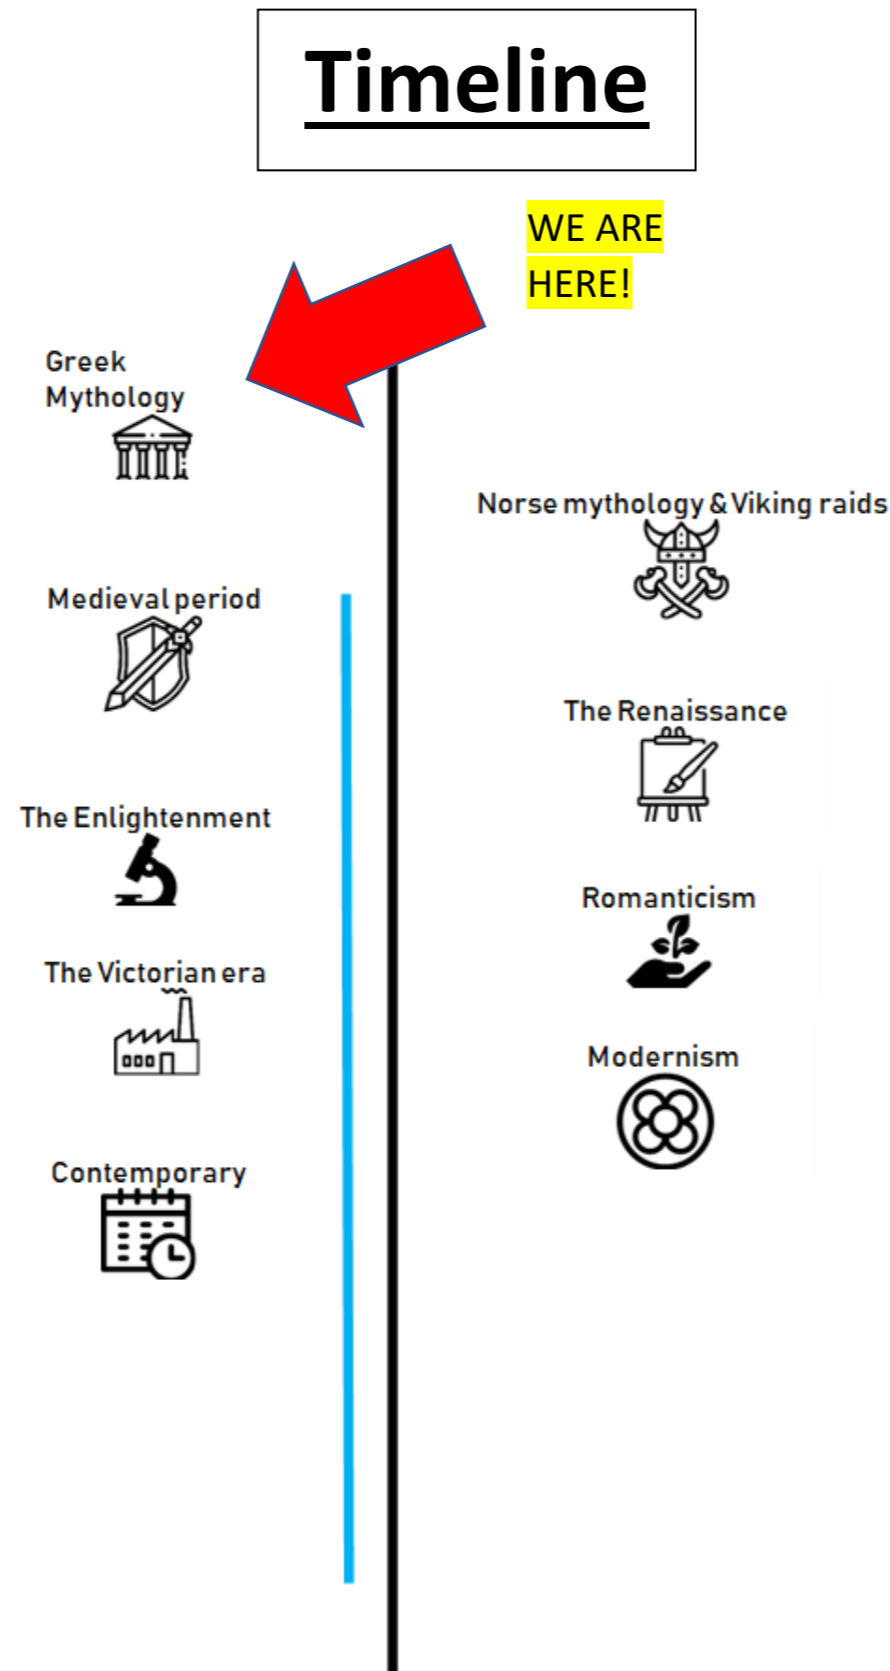 Timeline
WE ARE
HERE!
Greek
Mythology
Norse mythology & Viking raids
Medieval period
The Renaissance
The Enlightenment
Romanticism
The Victorian era
Modernism
Contemporary